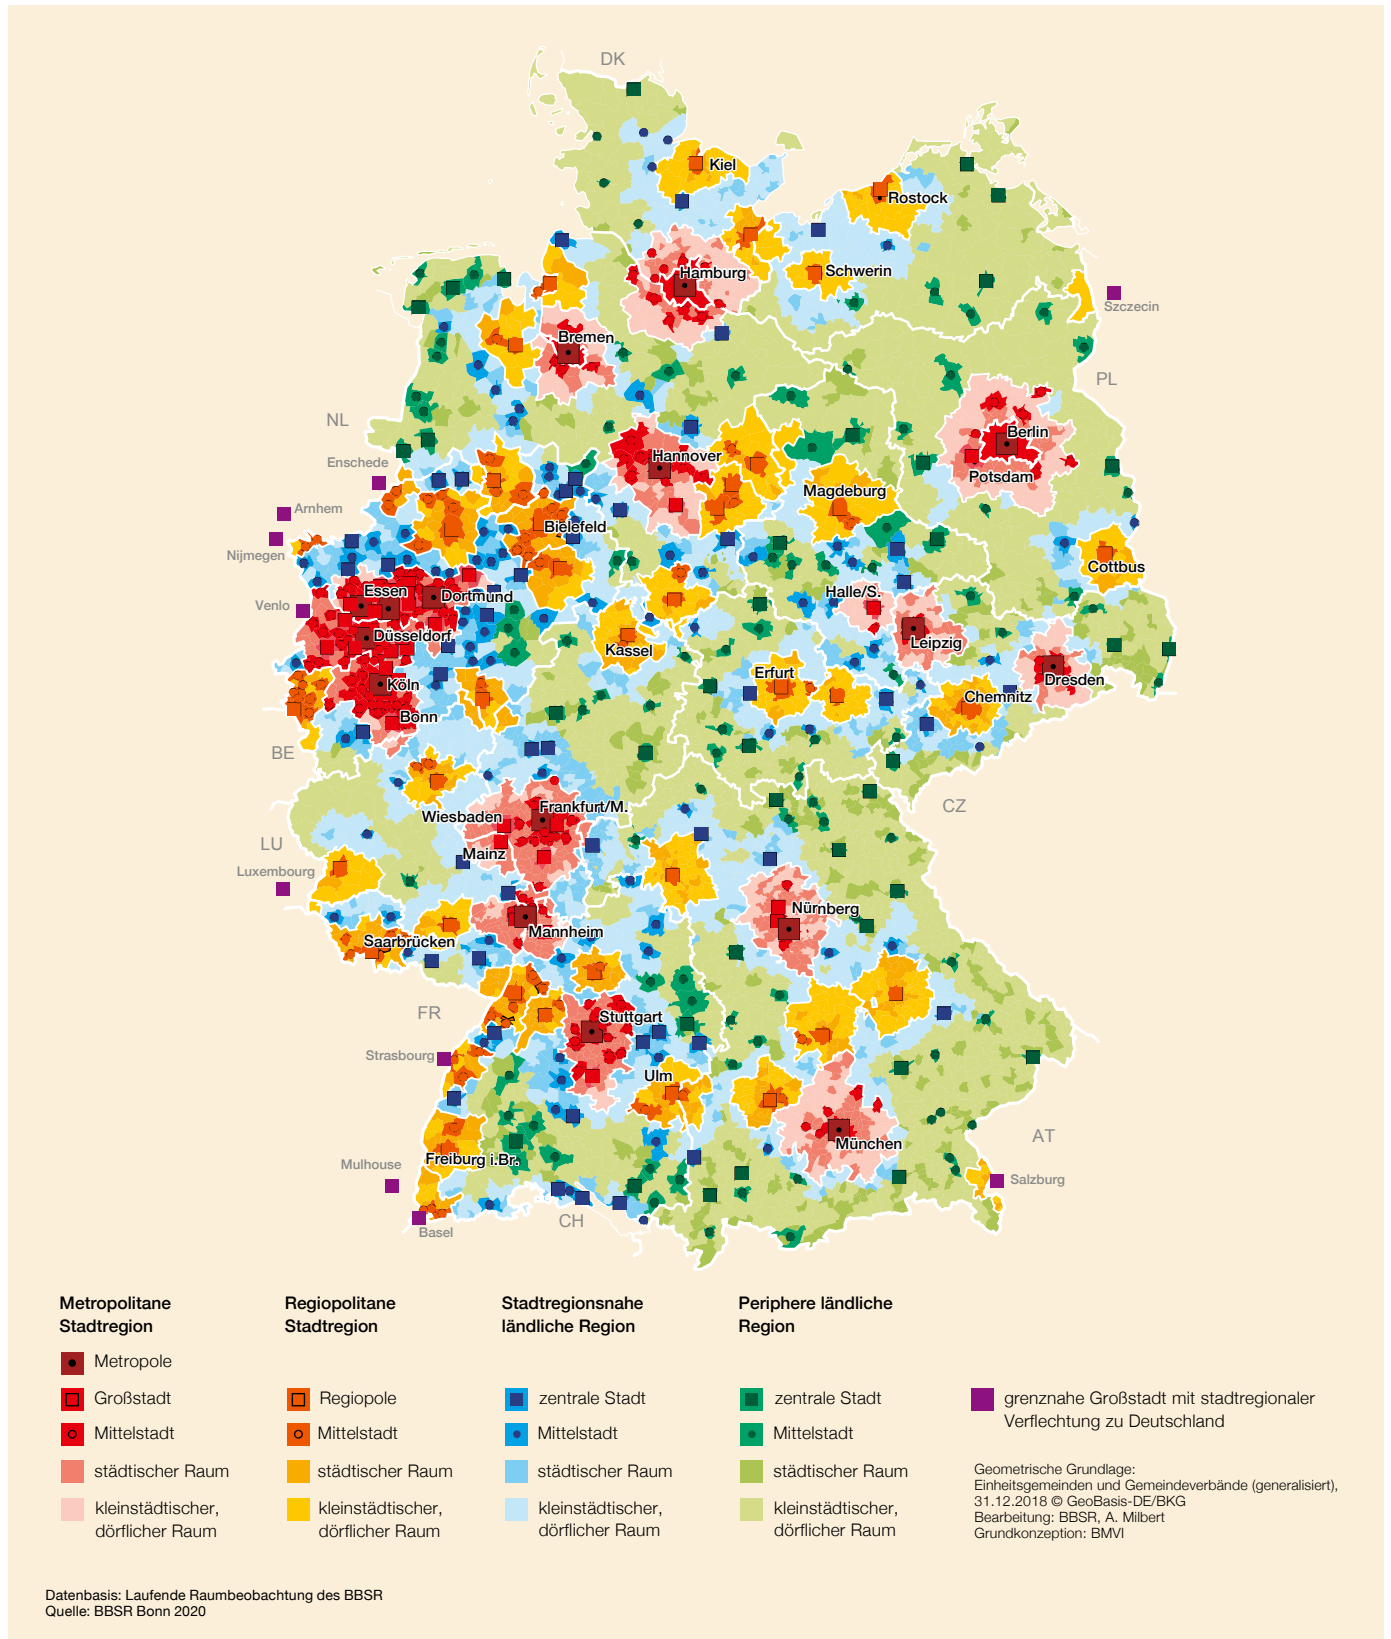 DK
Kiel
Rostock
Hamburg
Schwerin
Szczecin
Bremen
PL
NL
Berlin
Enschede
Hannover
Potsdam
Magdeburg
Arnhem
Bielefeld
Nijmegen
Cottbus
Essen
Halle/S.
Dortmund
Venlo
Düsseldorf
Leipzig
Kassel
Erfurt
Dresden
Köln
Chemnitz
Bonn
BE
CZ
Frankfurt/M.
Wiesbaden
LU
Mainz
Luxembourg
Nürnberg
Mannheim
Saarbrücken
FR
Stuttgart
Strasbourg
Ulm
AT
München
Freiburg i.Br.
Mulhouse
Salzburg
CH
Basel
Metropolitane
Stadtregion
Metropole
Großstadt
Mittelstadt
städtischer Raum
kleinstädtischer,
dörflicher Raum
Regiopolitane
Stadtregion
Regiopole
Mittelstadt
städtischer Raum
kleinstädtischer,
dörflicher Raum
Stadtregionsnahe
ländliche Region
zentrale Stadt
Mittelstadt
städtischer Raum
kleinstädtischer,
dörflicher Raum
Periphere ländliche
Region
zentrale Stadt
Mittelstadt
städtischer Raum
kleinstädtischer,
dörflicher Raum
grenznahe Großstadt mit stadtregionaler
Verflechtung zu Deutschland
Geometrische Grundlage:
Einheitsgemeinden und Gemeindeverbände (generalisiert),
31.12.2018 © GeoBasis-DE/BKG
Bearbeitung: BBSR, A. Milbert
Grundkonzeption: BMVI
Datenbasis: Laufende Raumbeobachtung des BBSR
Quelle: BBSR Bonn 2020